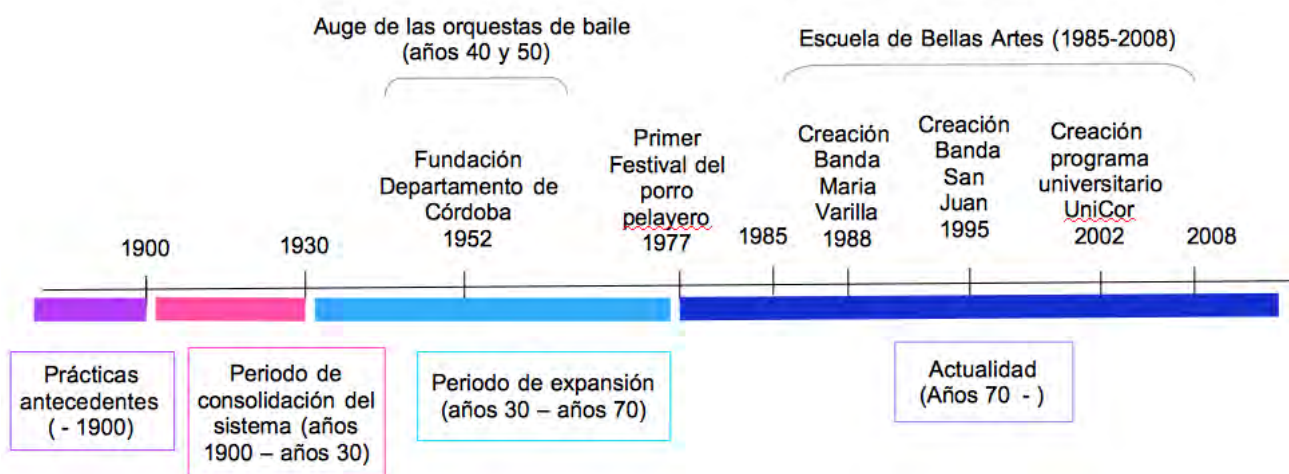 Auge de las orquestas de baile
(años 40 y 50)
Escuela de Bellas Artes (1985-2008)
Fundación
Departamento de
Córdoba
1952
Primer
Festival del
porro
pelayero
1977
Creación
Banda
Maria
Varilla
1988
Creación
Banda
San
Juan
1995
Creación
programa
universitario
UniCor
2002
1900
1930
1985
2008
Prácticas
antecedentes
( - 1900)
Periodo de
consolidación del
sistema (años
1900 – años 30)
Periodo de expansión
(años 30 – años 70)
Actualidad
(Años 70 - )